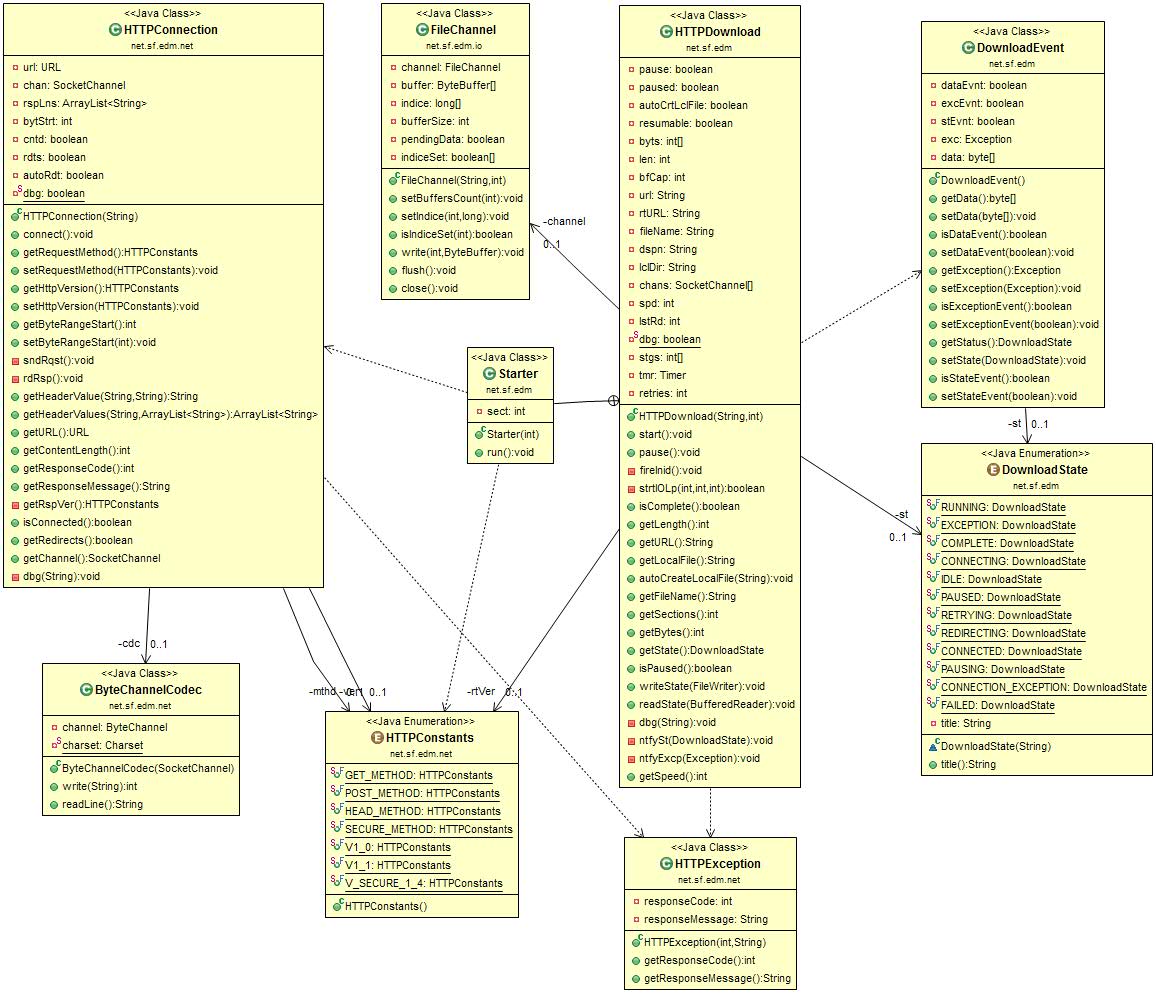 <<Java Class>>
HTTPConnection
net.sf.edm.net
url: URL
chan: SocketChannel
rspLns: ArrayList<String>
bytStrt: int
cntd: boolean
rdts: boolean
autoRdt: boolean
dbg: boolean
HTTPConnection(String)
connect():void
getRequestMethod():HTTPConstants
setRequestMethod(HTTPConstants):void
getHttpVersion():HTTPConstants
setHttpVersion(HTTPConstants):void
getByteRangeStart():int
setByteRangeStart(int):void
sndRqst():void
rdRsp():void
getHeaderValue(String,String):String
getHeaderValues(String,ArrayList<String>):ArrayList<String>
getURL():URL
getContentLength():int
getResponseCode():int
getResponseMessage():String
getRspVer():HTTPConstants
isConnected():boolean
getRedirects():boolean
getChannel():SocketChannel
dbg(String):void
<<Java Class>>
FileChannel
net.sf.edm.io
channel: FileChannel
buffer: ByteBuffer[]
indice: long[]
bufferSize: int
pendingData: boolean
indiceSet: boolean[]
FileChannel(String,int)
setBuffersCount(int):void
setIndice(int,long):void
isIndiceSet(int):boolean
write(int,ByteBuffer):void
flush():void
close():void
-channel
0..1
<<Java Class>>
Starter
net.sf.edm
sect: int
Starter(int)
run():void
<<Java Class>>
HTTPDownload
net.sf.edm
pause: boolean
paused: boolean
autoCrtLclFile: boolean
resumable: boolean
byts: int[]
len: int
bfCap: int
url: String
rtURL: String
fileName: String
dspn: String
lclDir: String
chans: SocketChannel[]
spd: int
lstRd: int
dbg: boolean
stgs: int[]
tmr: Timer
retries: int
HTTPDownload(String,int)
start():void
pause():void
fireInid():void
strtIOLp(int,int,int):boolean
isComplete():boolean
getLength():int
getURL():String
getLocalFile():String
autoCreateLocalFile(String):void
getFileName():String
getSections():int
getBytes():int
getState():DownloadState
isPaused():boolean
writeState(FileWriter):void
readState(BufferedReader):void
dbg(String):void
ntfySt(DownloadState):void
ntfyExcp(Exception):void
getSpeed():int
<<Java Class>>
DownloadEvent
net.sf.edm
dataEvnt: boolean
excEvnt: boolean
stEvnt: boolean
exc: Exception
data: byte[]
DownloadEvent()
getData():byte[]
setData(byte[]):void
isDataEvent():boolean
setDataEvent(boolean):void
getException():Exception
setException(Exception):void
isExceptionEvent():boolean
setExceptionEvent(boolean):void
getStatus():DownloadState
setState(DownloadState):void
isStateEvent():boolean
setStateEvent(boolean):void
-st 0..1
-st
0..1
<<Java Enumeration>>
DownloadState
net.sf.edm
RUNNING: DownloadState
EXCEPTION: DownloadState
COMPLETE: DownloadState
CONNECTING: DownloadState
IDLE: DownloadState
PAUSED: DownloadState
RETRYING: DownloadState
REDIRECTING: DownloadState
CONNECTED: DownloadState
PAUSING: DownloadState
CONNECTION_EXCEPTION: DownloadState
FAILED: DownloadState
title: String
DownloadState(String)
title():String
-cdc 0..1
<<Java Class>>
ByteChannelCodec
net.sf.edm.net
channel: ByteChannel
charset: Charset
ByteChannelCodec(SocketChannel)
write(String):int
readLine():String
-mthd 0..1
-rtVer 0..1
<<Java Enumeration>>
HTTPConstants
net.sf.edm.net
GET_METHOD: HTTPConstants
POST_METHOD: HTTPConstants
HEAD_METHOD: HTTPConstants
SECURE_METHOD: HTTPConstants
V1_0: HTTPConstants
V1_1: HTTPConstants
V_SECURE_1_4: HTTPConstants
HTTPConstants()
<<Java Class>>
HTTPException
net.sf.edm.net
responseCode: int
responseMessage: String
HTTPException(int,String)
getResponseCode():int
getResponseMessage():String